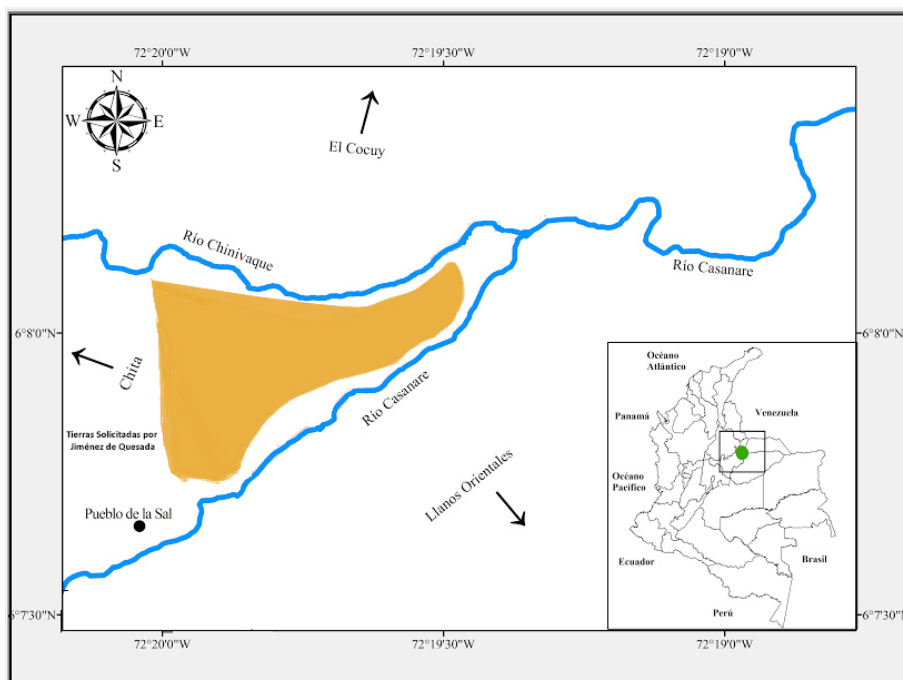 72°20'0"W
72°19'30"W
72°19'0"W
N
W
E
S
El Cocuy
Río Chinivaque
Río Casanare
6°8'0"N
6°8'0"N
Chita
Río Casanare
Tierras Solicitadas por
Jiménez de Quesada
Llanos Orientales
Pueblo de la Sal
Océano
Atlántico
Panamá
Venezuela
Océano
Pacífico
Ecuador
Brasil
Perú
6°7'30"N
6°7'30"N
72°20'0"W
72°19'30"W
72°19'0"W